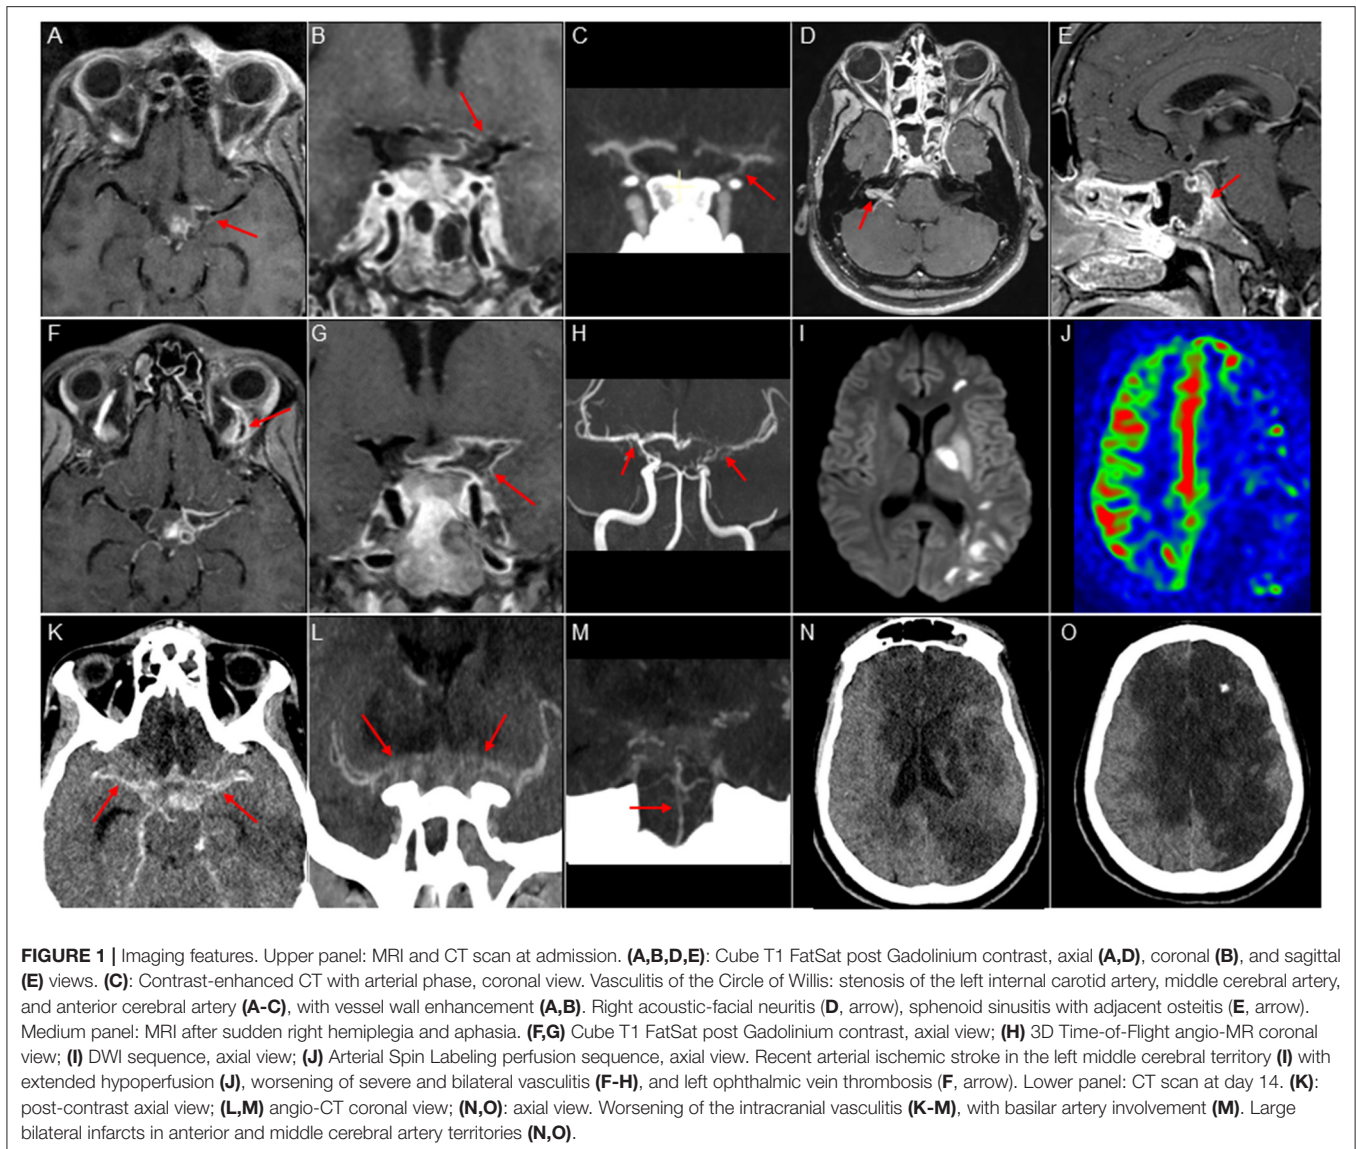 A
B
C
D
E
F
G
H
I
J
K
L
M
N
O
FIGURE 1 | Imaging features. Upper panel: MRI and CT scan at admission. (A,B,D,E): Cube T1 FatSat post Gadolinium contrast, axial (A,D), coronal (B), and sagittal
(E) views. (C): Contrast-enhanced CT with arterial phase, coronal view. Vasculitis of the Circle of Willis: stenosis of the left internal carotid artery, middle cerebral artery,
and anterior cerebral artery (A-C), with vessel wall enhancement (A,B). Right acoustic-facial neuritis (D, arrow), sphenoid sinusitis with adjacent osteitis (E, arrow).
Medium panel: MRI after sudden right hemiplegia and aphasia. (F,G) Cube T1 FatSat post Gadolinium contrast, axial view; (H) 3D Time-of-Flight angio-MR coronal
view; (I) DWI sequence, axial view; (J) Arterial Spin Labeling perfusion sequence, axial view. Recent arterial ischemic stroke in the left middle cerebral territory (I) with
extended hypoperfusion (J), worsening of severe and bilateral vasculitis (F-H), and left ophthalmic vein thrombosis (F, arrow). Lower panel: CT scan at day 14. (K):
post-contrast axial view; (L,M) angio-CT coronal view; (N,O): axial view. Worsening of the intracranial vasculitis (K-M), with basilar artery involvement (M). Large
bilateral infarcts in anterior and middle cerebral artery territories (N,O).